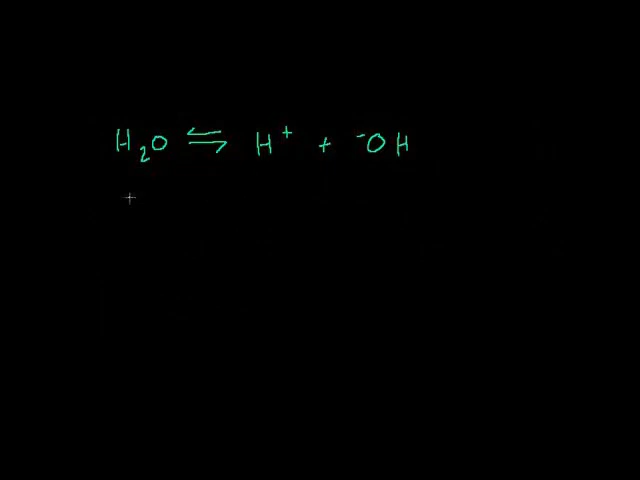 H₂O ⇌ H⁺ + ⁻OH